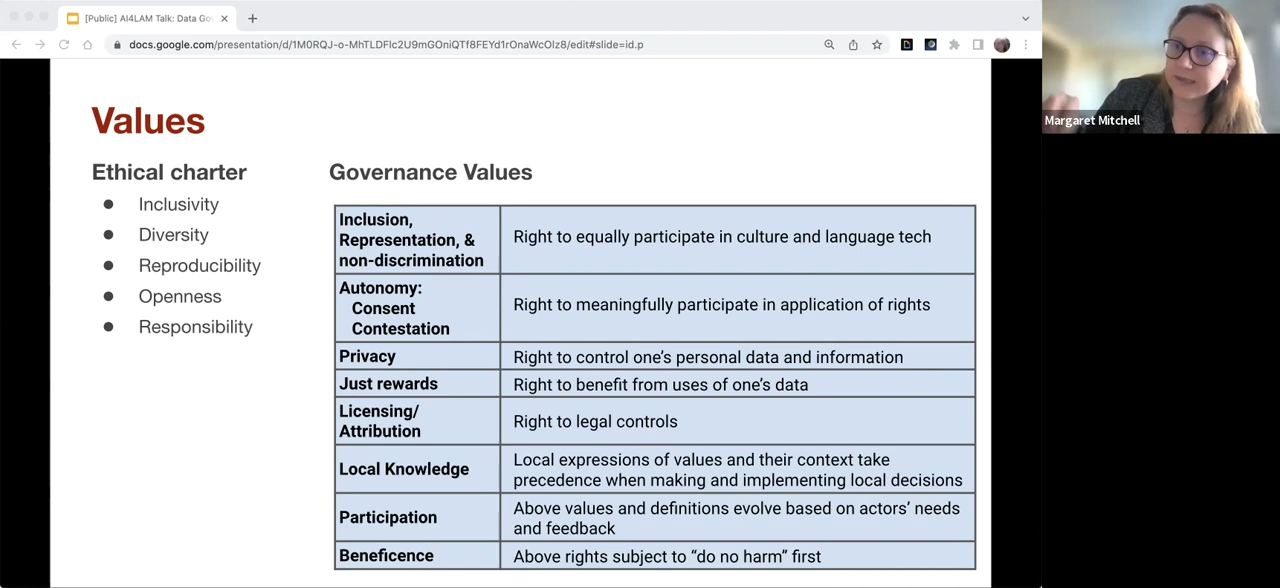 [Public] AI4LAM Talk: Data Go
docs.google.com/presentation/d/1M0RQJ-o-MhTLDFlc2U9mGOniQTf8FEYd1rOnaWcOlz8/edit#slide=id.p
Margaret Mitchell
Values
Ethical charter
● Inclusivity
● Diversity
● Reproducibility
● Openness
● Responsibility
Governance Values
Inclusion,
Representation, &
non-discrimination
Right to equally participate in culture and language tech
Autonomy:
Consent
Contestation
Right to meaningfully participate in application of rights
Privacy
Right to control one’s personal data and information
Just rewards
Right to benefit from uses of one’s data
Licensing/
Attribution
Right to legal controls
Local Knowledge
Local expressions of values and their context take
precedence when making and implementing local decisions
Participation
Above values and definitions evolve based on actors’ needs
and feedback
Beneficence
Above rights subject to “do no harm” first